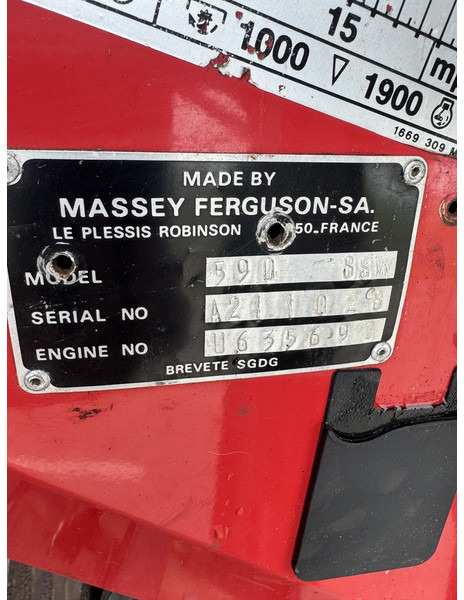 15
1000 ▽ 1900
1669 309 M
MADE BY
MASSEY FERGUSON-SA.
LE PLESSIS ROBINSON 50-FRANCE
MODEL 590 8SW
SERIAL NO
ENGINE NO
BREVETE SGDG